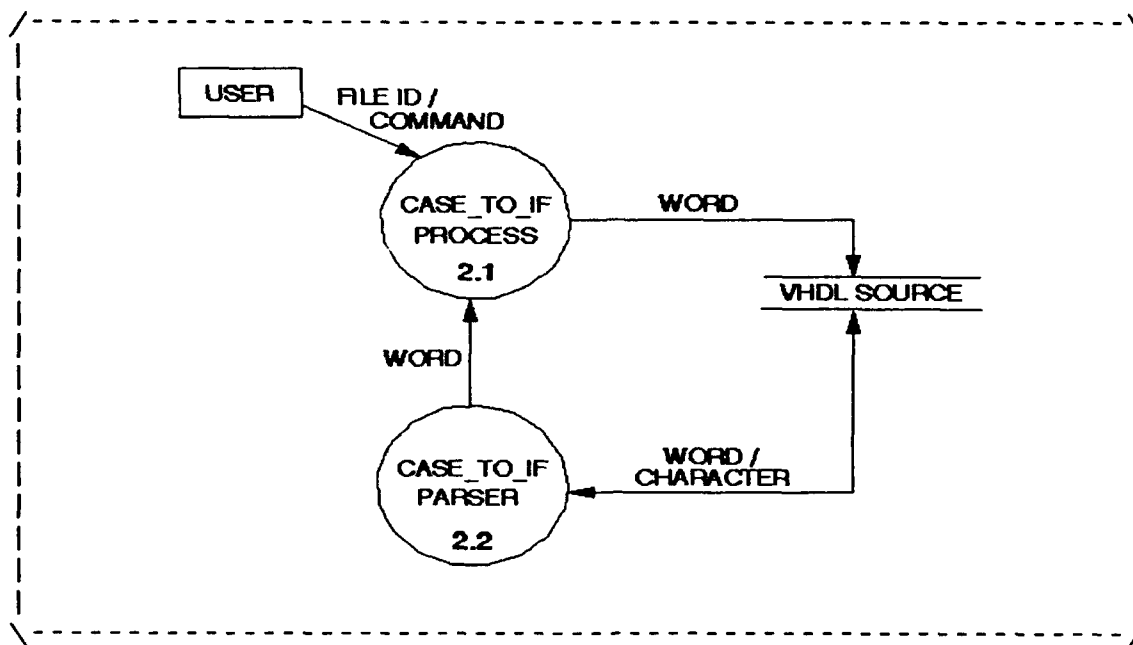 USER
FILE ID /
COMMAND
CASE_TO_IF
PROCESS
2.1
WORD
VHDL SOURCE
WORD
CASE_TO_IF
PARSER
2.2
WORD /
CHARACTER